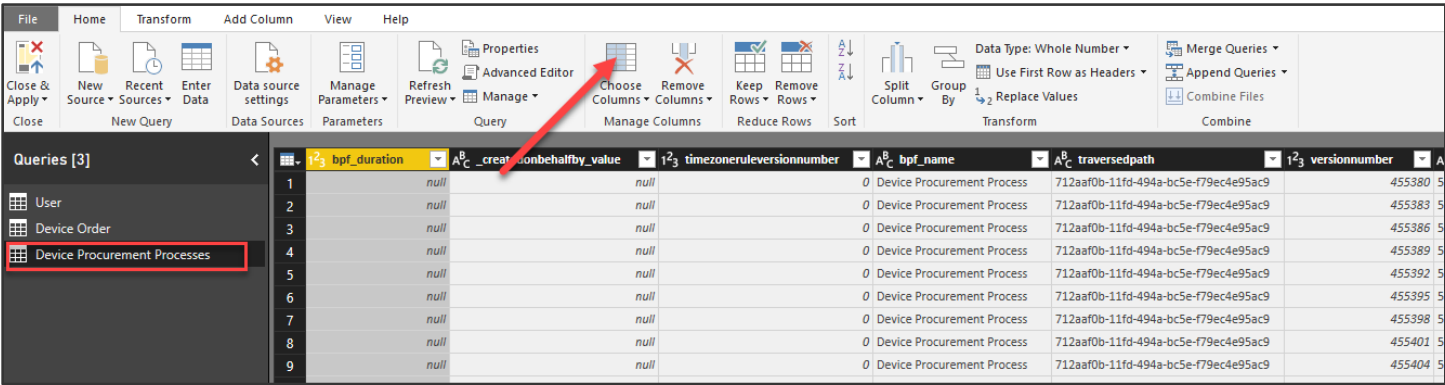 File Home Transform Add Column View Help
Close & Apply New Source Recent Sources Enter Data Data source settings Manage Parameters Refresh Preview Properties Advanced Editor Manage Choose Columns Remove Columns Keep Rows Remove Rows Split Column Group By Data Type: Whole Number Use First Row as Headers Replace Values Merge Queries Append Queries Combine Files
Close New Query Data Sources Parameters Query Manage Columns Reduce Rows Sort Transform Combine
Queries [3]
User
Device Order
Device Procurement Processes
bpf_duration timezoneruleversionnumber bpf_name traversedpath versionnumber
1 null null 0 Device Procurement Process 712aaf0b-11fd-494a-bc5e-f79ec4e95ac9 455380 5
2 null null 0 Device Procurement Process 712aaf0b-11fd-494a-bc5e-f79ec4e95ac9 455383 5
3 null null 0 Device Procurement Process 712aaf0b-11fd-494a-bc5e-f79ec4e95ac9 455386 5
4 null null 0 Device Procurement Process 712aaf0b-11fd-494a-bc5e-f79ec4e95ac9 455389 5
5 null null 0 Device Procurement Process 712aaf0b-11fd-494a-bc5e-f79ec4e95ac9 455392 5
6 null null 0 Device Procurement Process 712aaf0b-11fd-494a-bc5e-f79ec4e95ac9 455395 5
7 null null 0 Device Procurement Process 712aaf0b-11fd-494a-bc5e-f79ec4e95ac9 455398 5
8 null null 0 Device Procurement Process 712aaf0b-11fd-494a-bc5e-f79ec4e95ac9 455401 5
9 null null 0 Device Procurement Process 712aaf0b-11fd-494a-bc5e-f79ec4e95ac9 455404 5